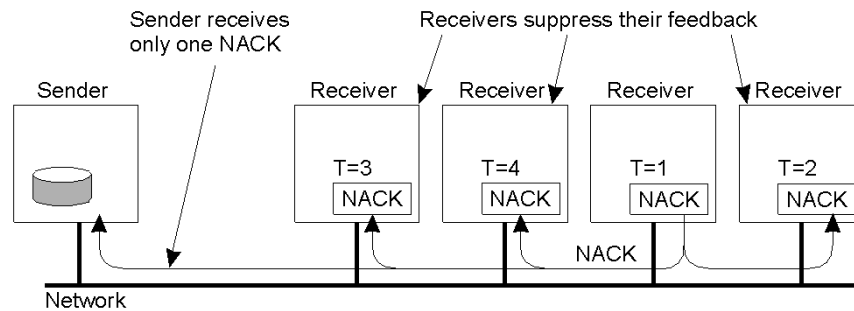 Sender receives
only one NACK
Receivers suppress their feedback
Sender
Receiver
Receiver
Receiver
Receiver
T=3
T=4
T=1
T=2
NACK
NACK
NACK
NACK
NACK
Network